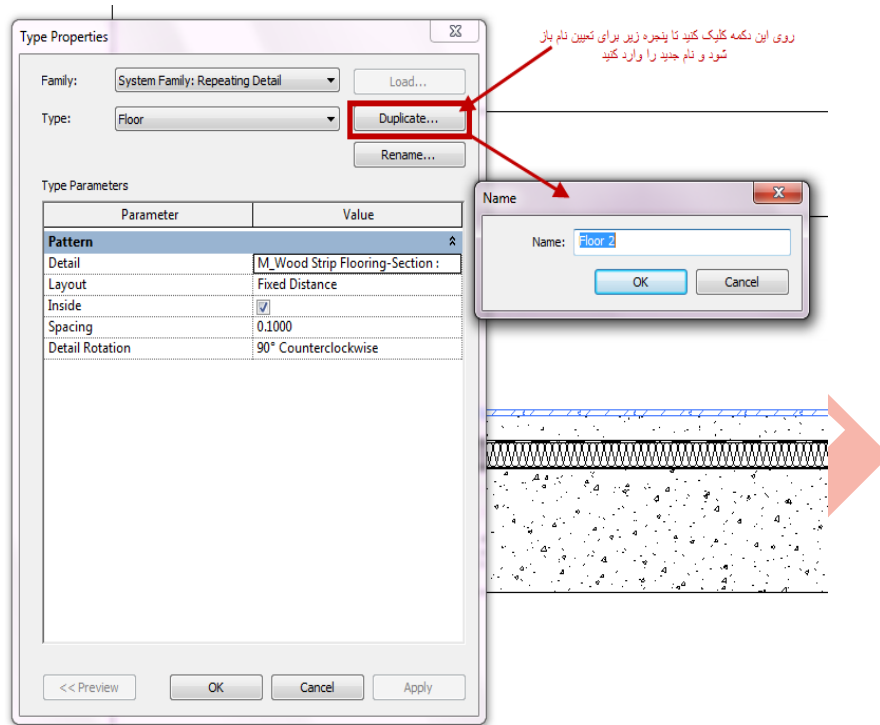 روی این دکمه کلیک کنید تا پنجره زیر برای تعیین نام باز
شود و نام جدید را وارد کنید
Type Properties
Family: System Family: Repeating Detail Load...
Type: Floor Duplicate...
Rename...
Type Parameters
Parameter Value
Pattern
Detail M_Wood Strip Flooring-Section :
Layout Fixed Distance
Inside
Spacing 0.1000
Detail Rotation 90° Counterclockwise
<< Preview OK Cancel Apply
Name
Name: Floor 2
OK Cancel